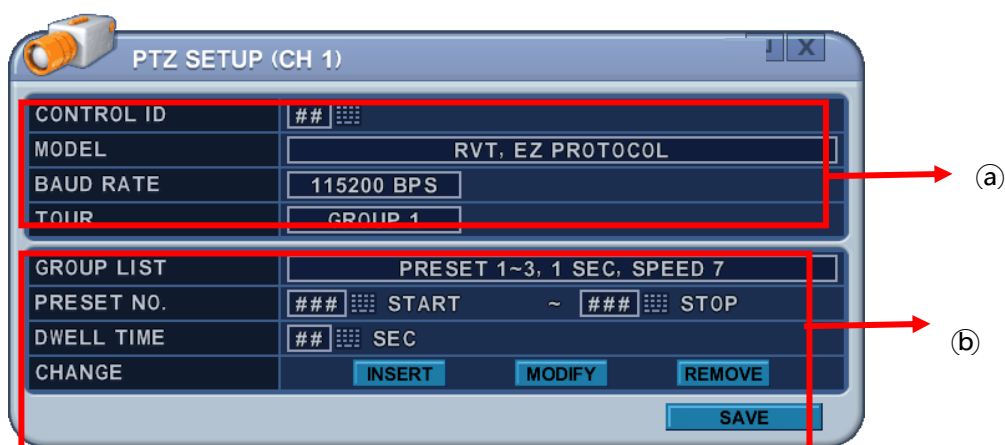 PTZ SETUP (CH 1)
X
CONTROL ID ##
MODEL RVT, EZ PROTOCOL
BAUD RATE 115200 BPS
TOUR GROUP 1
ⓐ
GROUP LIST PRESET 1~3, 1 SEC, SPEED 7
PRESET NO. ### START ~ ### STOP
DWELL TIME ## SEC
ⓑ
CHANGE INSERT MODIFY REMOVE
SAVE